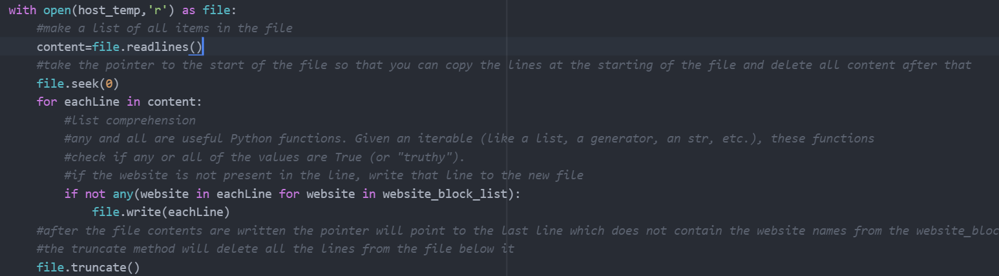 with open(host_temp,'r') as file:
    #make a list of all items in the file
    content=file.readlines()
    #take the pointer to the start of the file so that you can copy the lines at the starting of the file and delete all content after that
    file.seek(0)
    for eachLine in content:
        #list comprehension
        #any and all are useful Python functions. Given an iterable (like a list, a generator, an str, etc.), these functions
        #check if any or all of the values are True (or "truthy").
        #if the website is not present in the line, write that line to the new file
        if not any(website in eachLine for website in website_block_list):
            file.write(eachLine)
    #after the file contents are written the pointer will point to the last line which does not contain the website names from the website_bloc
    #the truncate method will delete all the lines from the file below it
    file.truncate()